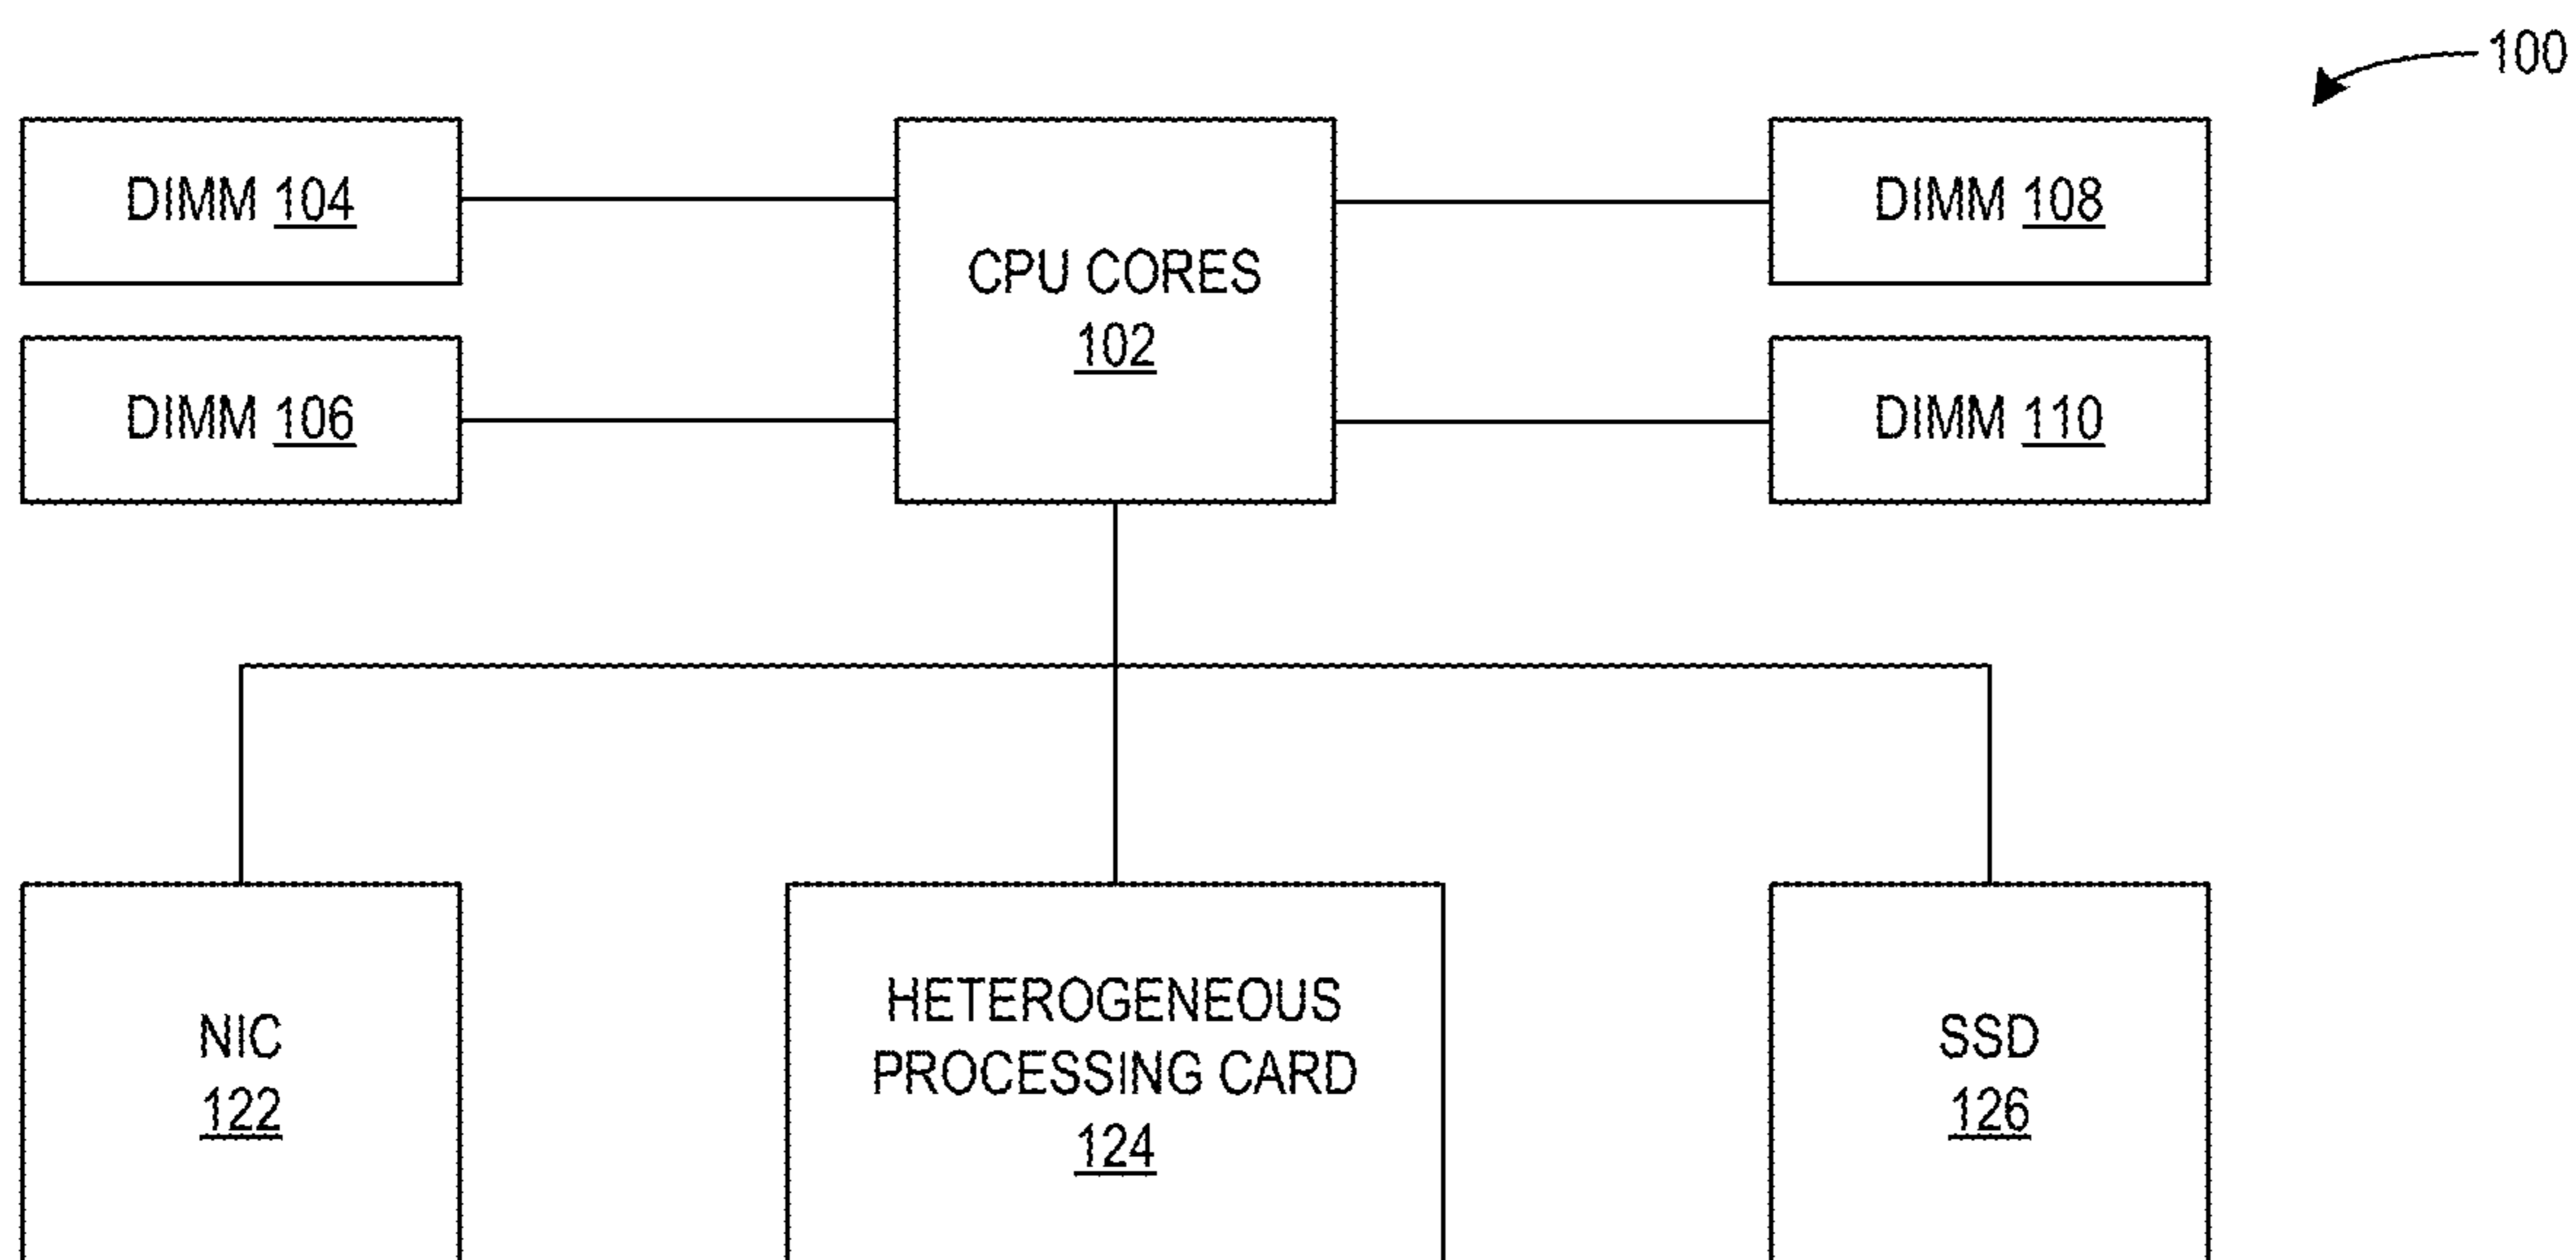 100
DIMM 104
CPU CORES
102
DIMM 108
DIMM 106
DIMM 110
NIC
122
HETEROGENEOUS
PROCESSING CARD
124
SSD
126